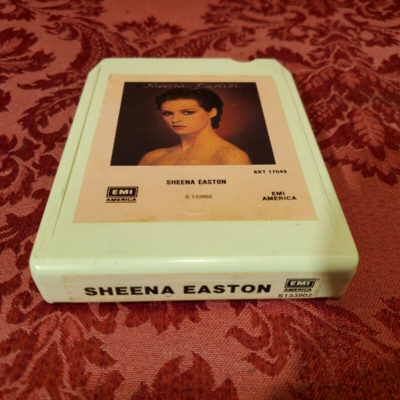 Sheena Easton
8XT 17049
SHEENA EASTON
EMI
AMERICA
S 133902
EMI
AMERICA
SHEENA EASTON
EMI
AMERICA
S133902